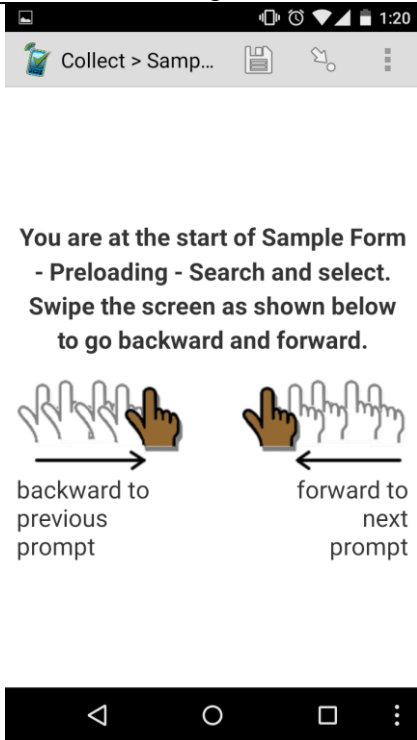 1:20
Collect > Samp...
You are at the start of Sample Form
- Preloading - Search and select.
Swipe the screen as shown below
to go backward and forward.
backward to
previous
prompt
forward to
next
prompt